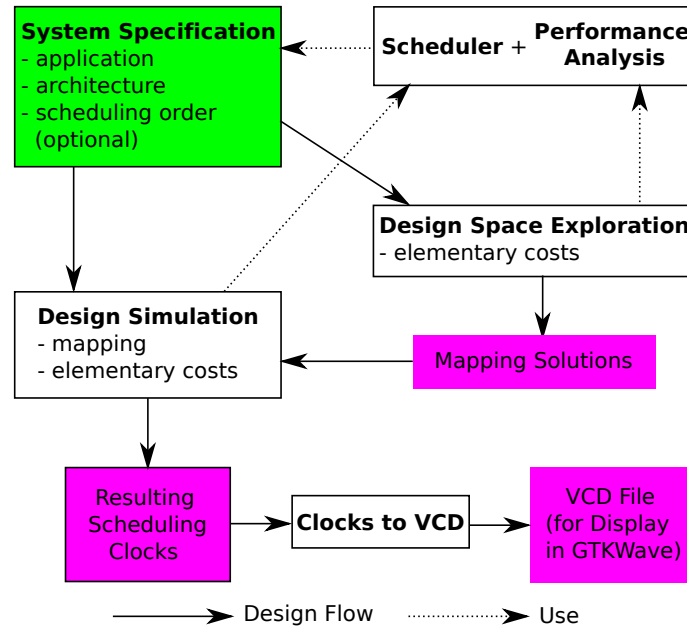 System Specification
- application
- architecture
- scheduling order
(optional)
Scheduler + Performance
Analysis
Design Space Exploration
- elementary costs
Design Simulation
- mapping
- elementary costs
Mapping Solutions
Resulting
Scheduling
Clocks
Clocks to VCD
VCD File
(for Display
in GTKWave)
Design Flow
Use